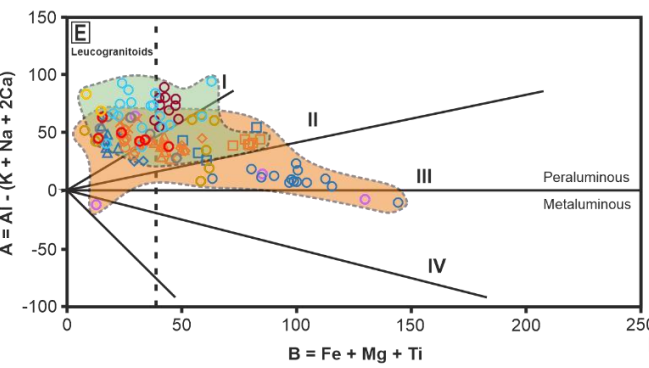 150
E
Leucogranitoids
100
I
II
50
III
Peraluminous
0
Metaluminous
-50
IV
-100
0 50 100 150 200 250
A = Al - (K + Na + 2Ca)
B = Fe + Mg + Ti